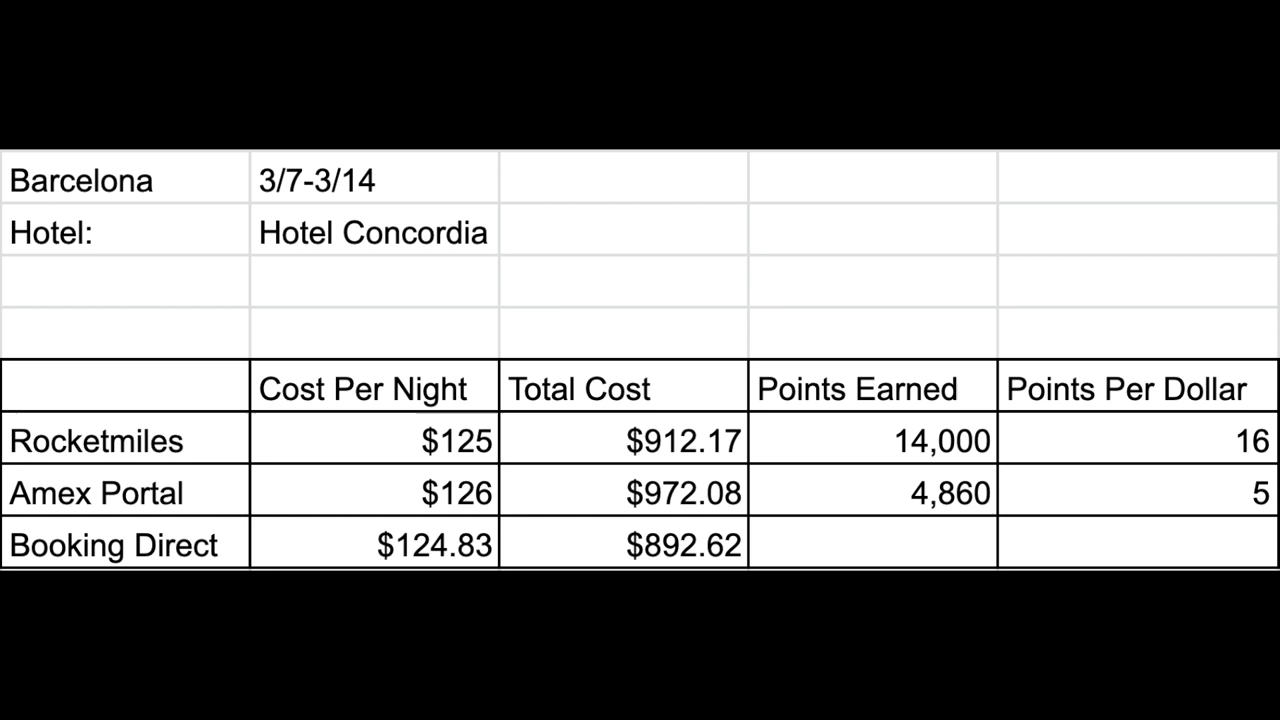 Barcelona 3/7-3/14
Hotel: Hotel Concordia
Cost Per Night Total Cost Points Earned Points Per Dollar
Rocketmiles $125 $912.17 14,000 16
Amex Portal $126 $972.08 4,860 5
Booking Direct $124.83 $892.62